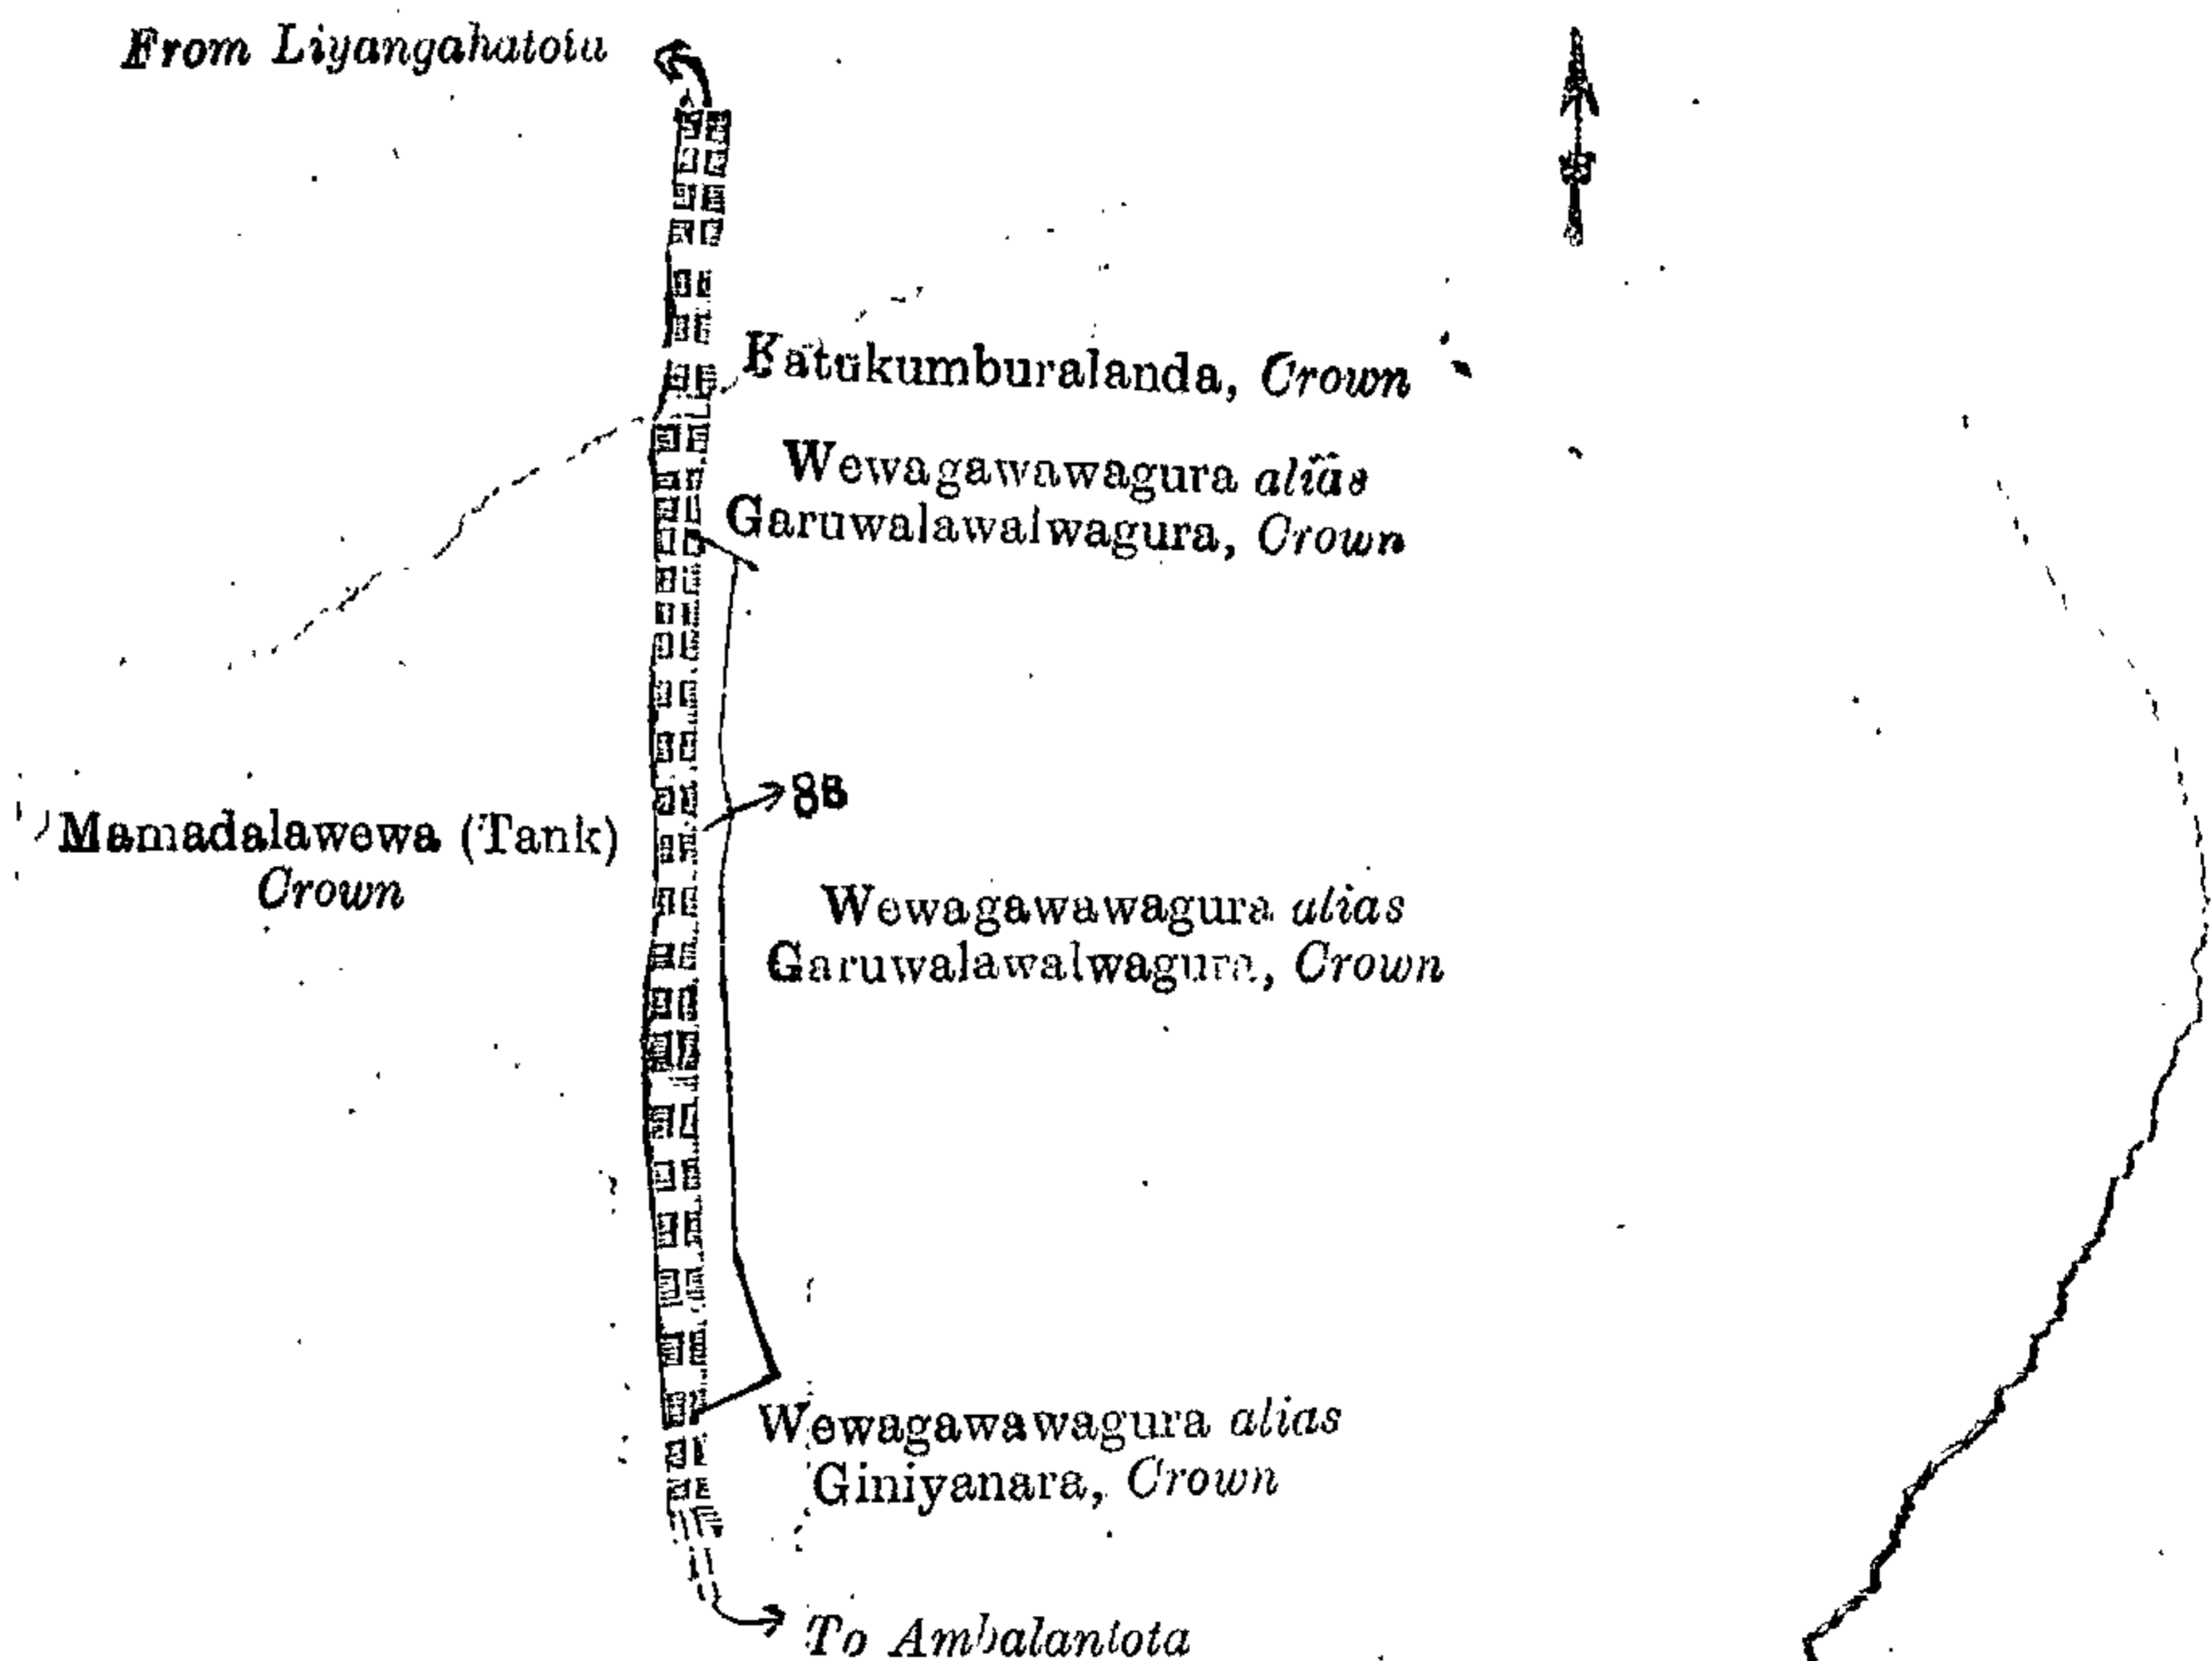 From Liyangahatota
Katukumburalanda, Crown
Wewagawawagura alias
Garuwalawalwagura, Crown
88
Mamadalawewa (Tank)
Crown
Wewagawawagura alias
Garuwalawalwagura, Crown
Wewagawawagura alias
Giniyanara, Crown
To Ambalantota